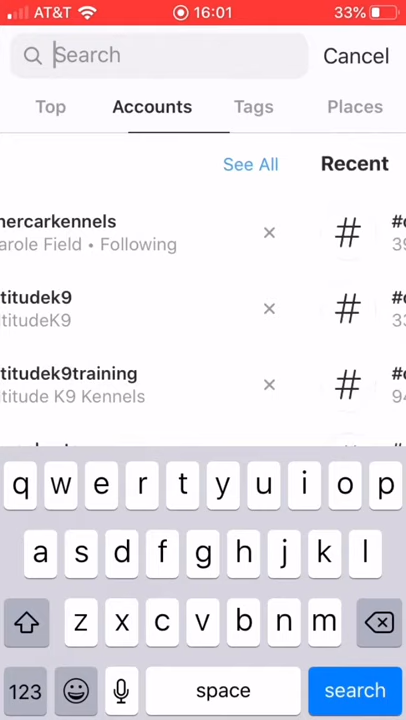 AT&T 16:01 33%
Search Cancel
Top Accounts Tags Places
See All Recent
nercarkennels
arole Field • Following
# #
titudek9
titudeK9
# #
titudek9training
titude K9 Kennels
# #
q w e r t y u i o p
a s d f g h j k l
z x c v b n m
123 space search